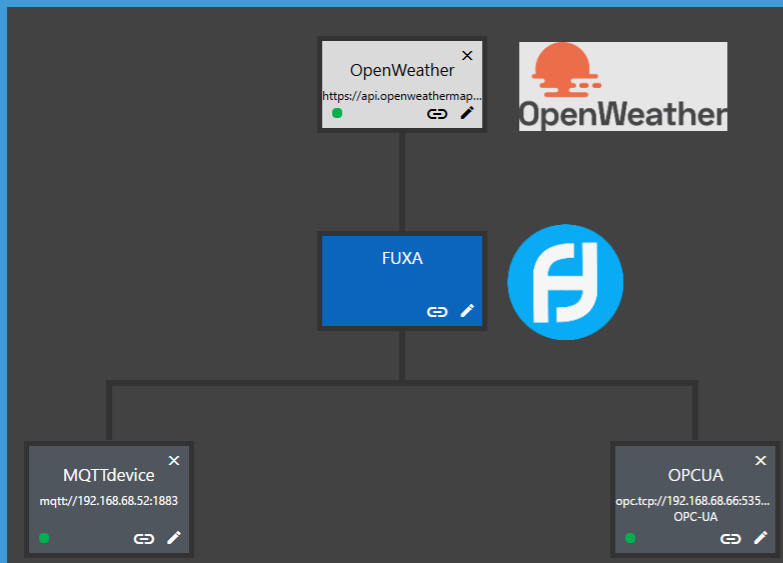 OpenWeather
https://api.openweathermap...
OpenWeather
FUXA
MQTTdevice
mqtt://192.168.68.52:1883
OPCUA
opc.tcp://192.168.68.66:535...
OPC-UA